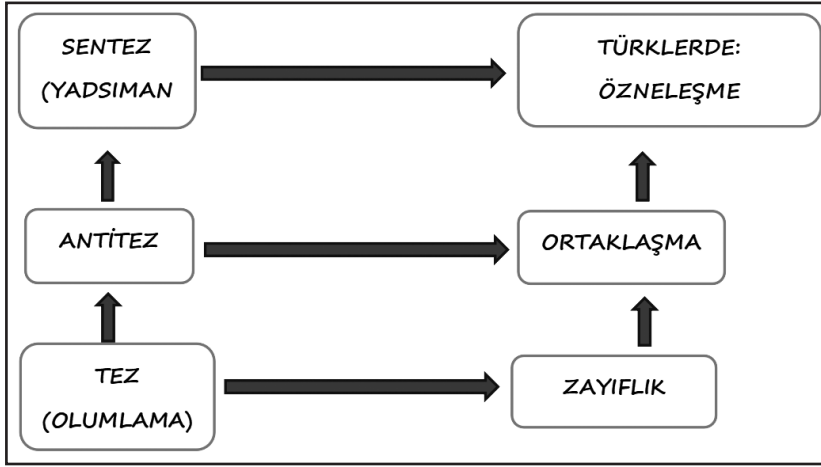 SENTEZ
(YADSIMAN
TÜRKLERDE:
ÖZNELEŞME
ANTİTEZ
ORTAKLAŞMA
TEZ
(OLUMLAMA)
ZAYIFLIK